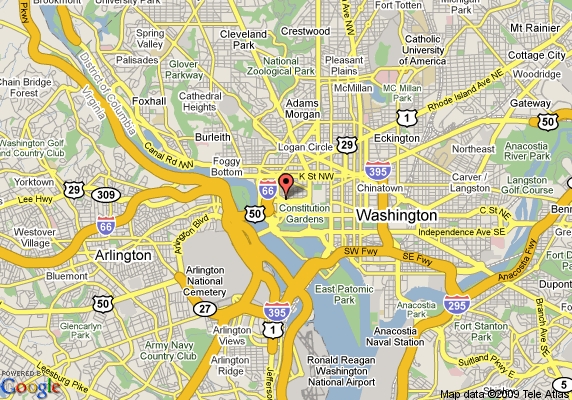 Brookmont
Crestwood
Fort Totten
Mt Rainier
Spring
Valley
Cleveland
Park
Catholic
University
of America
Cottage City
Palisades
Glover
Parkway
National
Zoological Park
Pleasant
Plains
McMillan
MC Millan
Park
Woodridge
Chain Bridge
Forest
District of Columbia
Virginia
Foxhall
Cathedral
Heights
Adams
Morgan
Rhode Island Ave NE
Gateway
1
50
Burleith
Logan Circle
29
Eckington
Washington Golf
and Country Club
Canal Rd NW
Foggy
Bottom
K St NW
395
Northeast
Anacostia
River Park
Yorktown
29
309
Lee Hwy
66
Chinatown
Carver /
Langston
Langston
Golf Course
66
Arlington Blvd
50
Constitution
Gardens
Washington
C St NE
Independence Ave SE
Westover
Village
Arlington
SW Fwy
SE Fwy
Anacostia Fwy
Bluemont
Arlington
National
Cemetery
50
27
395
1
East Patomic
Park
Anacostia
Park
295
Fort D
Dupont
Branch Ave SE
Glencarlyn
Park
Arlington
Views
Anacostia
Naval Station
Fort Stanton
Park
Army Navy
Country Club
Arlington
Ridge
Ronald Reagan
Washington
National Airport
Suitland Pkwy E
5
Leesburg Pike
Jefferson
POWERED BY
Google
Map data ©2009 Tele Atlas